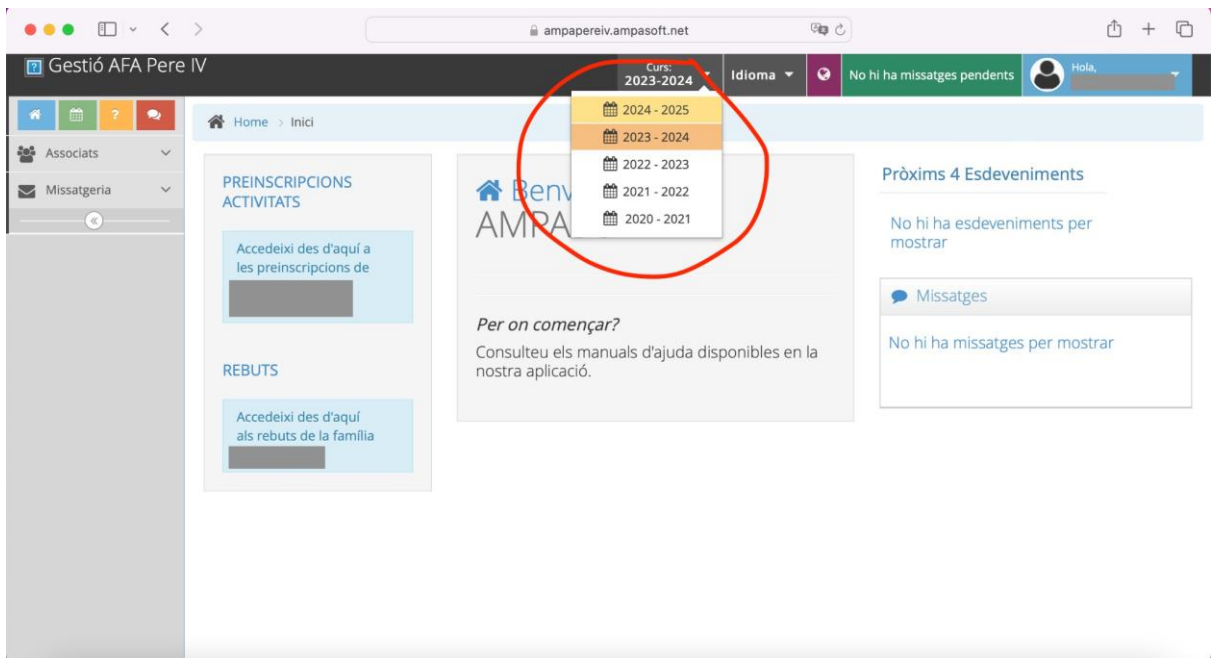 ampapereiv.ampasoft.net
Gestió AFA Pere IV
Curs:
2023-2024
Idioma
No hi ha missatges pendents
Hola,
2024 - 2025
2023 - 2024
2022 - 2023
2021 - 2022
2020 - 2021
Home > Inici
Associats
Missatgeria
PREINSCRIPCIONS
ACTIVITATS
Accedeixi des d'aquí a
les preinscripcions de
REBUTS
Accedeixi des d'aquí
als rebuts de la família
Benv
AMPA
Per on començar?
Consulteu els manuals d'ajuda disponibles en la
nostra aplicació.
Pròxims 4 Esdeveniments
No hi ha esdeveniments per
mostrar
Missatges
No hi ha missatges per mostrar